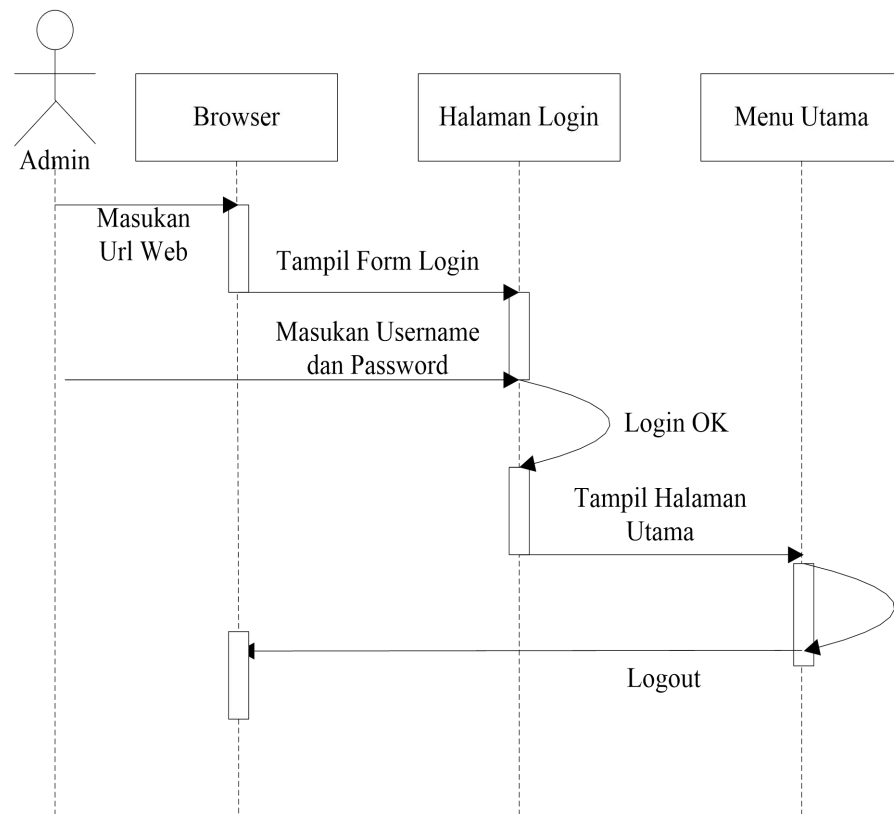 Browser
Halaman Login
Menu Utama
Admin
Masukan
Url Web
Tampil Form Login
Masukan Username
dan Password
Login OK
Tampil Halaman
Utama
Logout